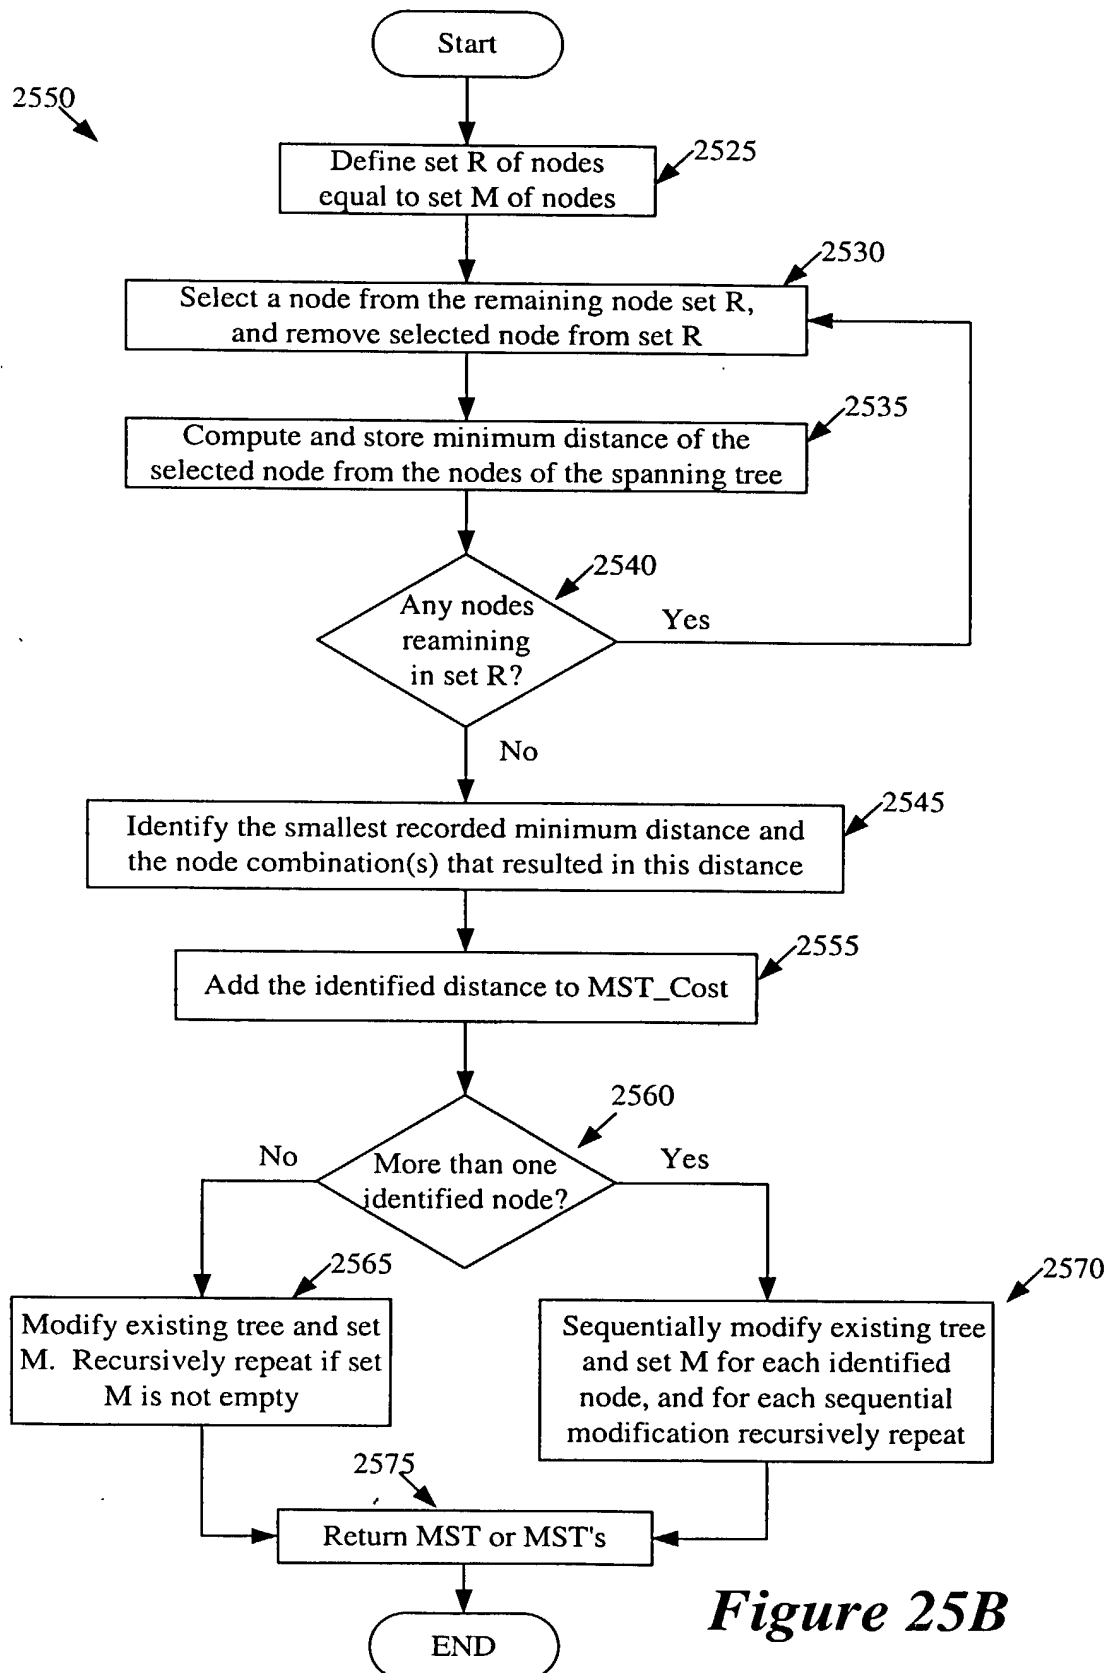 Start
2550
2525
Define set R of nodes
equal to set M of nodes
2530
Select a node from the remaining node set R,
and remove selected node from set R
2535
Compute and store minimum distance of the
selected node from the nodes of the spanning tree
2540
Any nodes
reamining
in set R?
Yes
No
2545
Identify the smallest recorded minimum distance and
the node combination(s) that resulted in this distance
2555
Add the identified distance to MST_Cost
2560
No
More than one
identified node?
Yes
2565
Modify existing tree and set
M. Recursively repeat if set
M is not empty
2570
Sequentially modify existing tree
and set M for each identified
node, and for each sequential
modification recursively repeat
2575
Return MST or MST's
END
Figure 25B